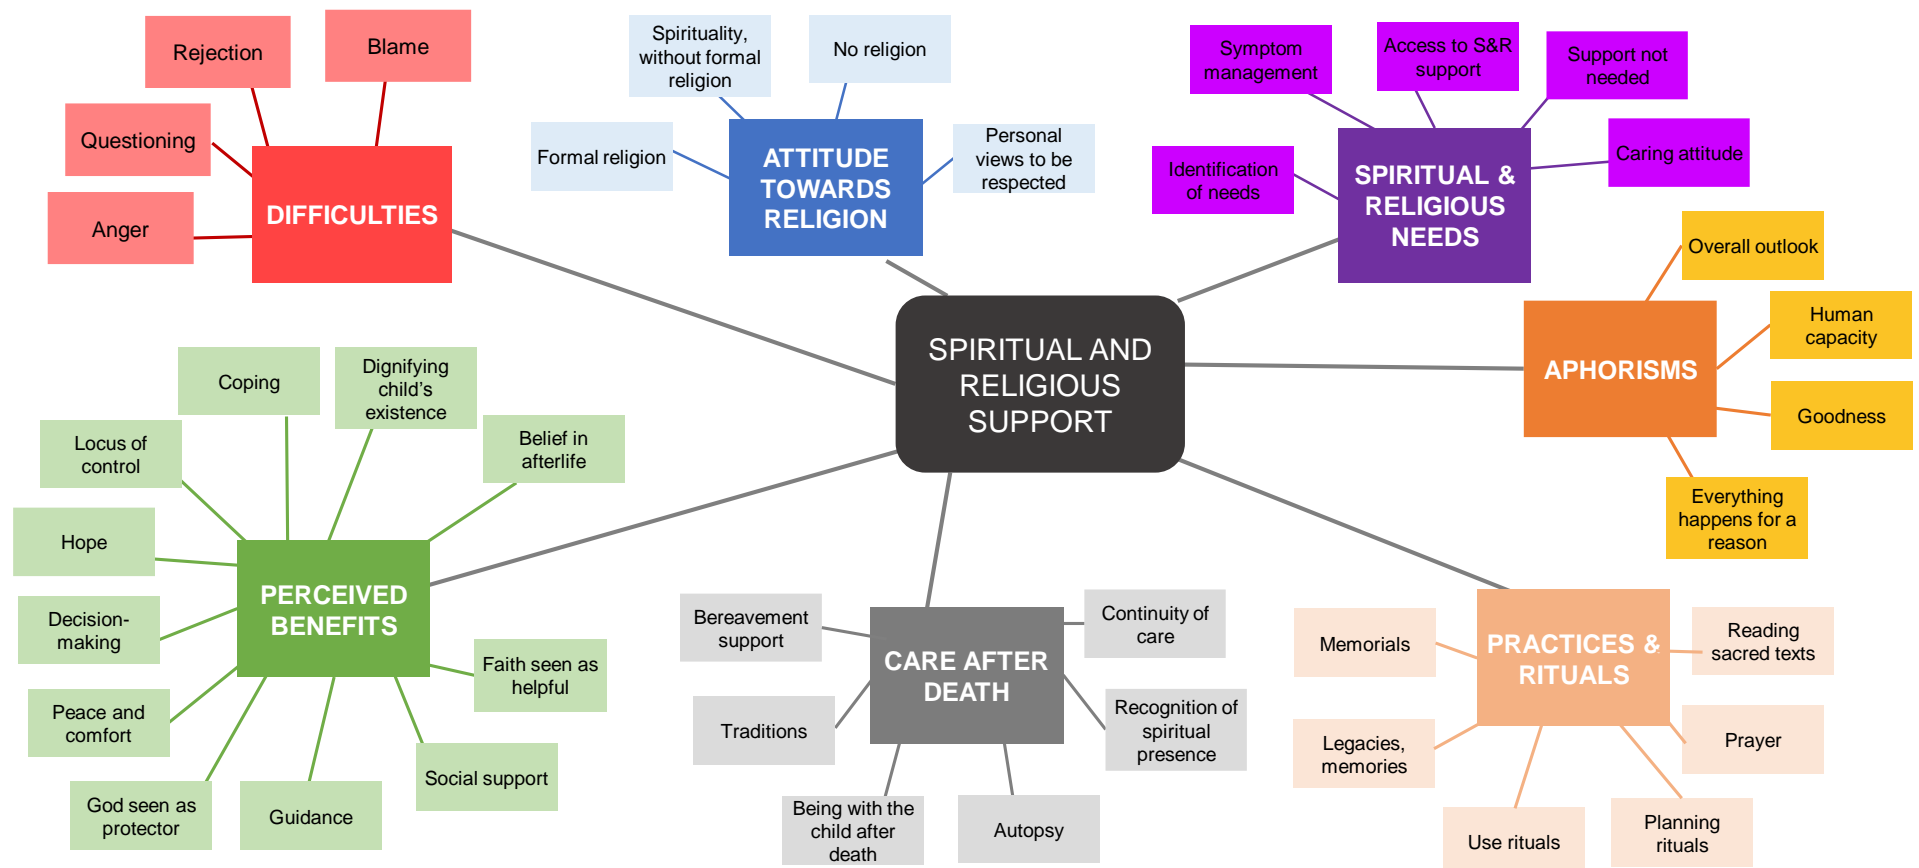 Rejection
Blame
Questioning
Anger
DIFFICULTIES
Spirituality,
without formal
religion
No religion
Formal religion
Personal
views to be
respected
ATTITUDE
TOWARDS
RELIGION
Symptom
management
Access to S&R
support
Support not
needed
Caring attitude
Identification
of needs
SPIRITUAL &
RELIGIOUS
NEEDS
Overall outlook
Human
capacity
Goodness
Everything
happens for a
reason
APHORISMS
SPIRITUAL AND
RELIGIOUS
SUPPORT
Coping
Dignifying
child's
existence
Locus of
control
Belief in
afterlife
Hope
Decision-
making
Peace and
comfort
God seen as
protector
Guidance
Social support
Faith seen as
helpful
PERCEIVED
BENEFITS
Bereavement
support
Continuity of
care
Traditions
Recognition of
spiritual
presence
Being with the
child after
death
Autopsy
CARE AFTER
DEATH
Memorials
Reading
sacred texts
Legacies,
memories
Prayer
Use rituals
Planning
rituals
PRACTICES &
RITUALS